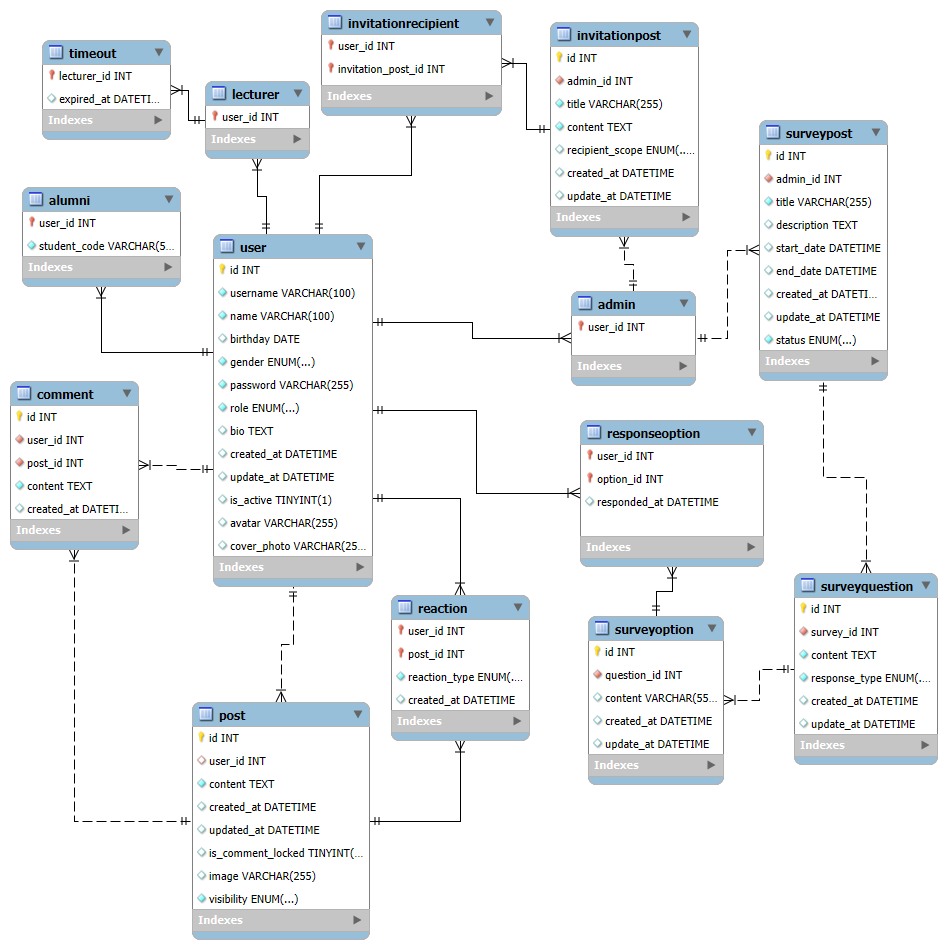 timeout
lecturer_id INT
expired_at DATETI...
Indexes
lecturer
user_id INT
Indexes
invitationrecipient
user_id INT
invitation_post_id INT
Indexes
invitationpost
id INT
admin_id INT
title VARCHAR(255)
content TEXT
recipient_scope ENUM(....
created_at DATETIME
update_at DATETIME
Indexes
surveypost
id INT
admin_id INT
title VARCHAR(255)
description TEXT
start_date DATETIME
end_date DATETIME
created_at DATETI...
update_at DATETIME
status ENUM(...)
Indexes
alumni
user_id INT
student_code VARCHAR(5...
Indexes
user
id INT
username VARCHAR(100)
name VARCHAR(100)
birthday DATE
gender ENUM(...)
password VARCHAR(255)
role ENUM(...)
bio TEXT
created_at DATETIME
update_at DATETIME
is_active TINYINT(1)
avatar VARCHAR(255)
cover_photo VARCHAR(25...
Indexes
admin
user_id INT
Indexes
comment
id INT
user_id INT
post_id INT
content TEXT
created_at DATETI...
Indexes
responseoption
user_id INT
option_id INT
responded_at DATETIME
Indexes
reaction
user_id INT
post_id INT
reaction_type ENUM(....
created_at DATETIME
Indexes
surveyoption
id INT
question_id INT
content VARCHAR(55...
created_at DATETIME
update_at DATETIME
Indexes
surveyquestion
id INT
survey_id INT
content TEXT
response_type ENUM(....
created_at DATETIME
update_at DATETIME
Indexes
post
id INT
user_id INT
content TEXT
created_at DATETIME
updated_at DATETIME
is_comment_locked TINYINT(...
image VARCHAR(255)
visibility ENUM(...)
Indexes